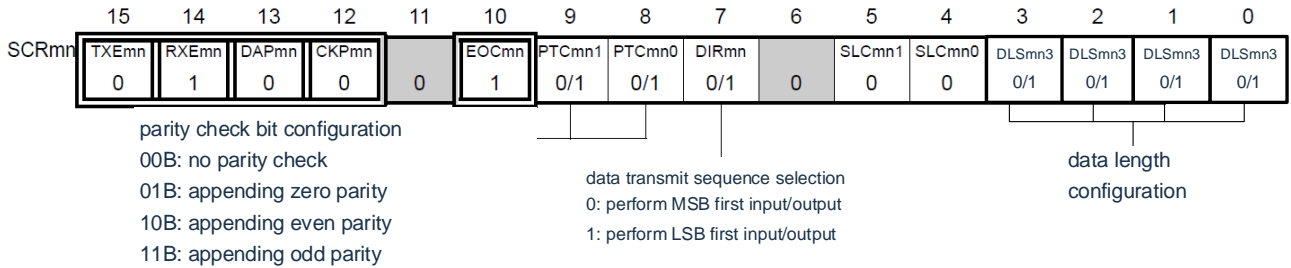 15 14 13 12 11 10 9 8 7 6 5 4 3 2 1 0
SCRmn TXEmn RXEmn DAPmn CKPmn EOCmn PTCmn1 PTCmn0 DIRmn SLCmn1 SLCmn0 DLSmn3 DLSmn3 DLSmn3 DLSmn3
0 1 0 0 0 1 0/1 0/1 0/1 0 0 0 0/1 0/1 0/1 0/1
parity check bit configuration
00B: no parity check
01B: appending zero parity
10B: appending even parity
11B: appending odd parity
data transmit sequence selection
0: perform MSB first input/output
1: perform LSB first input/output
data length
configuration